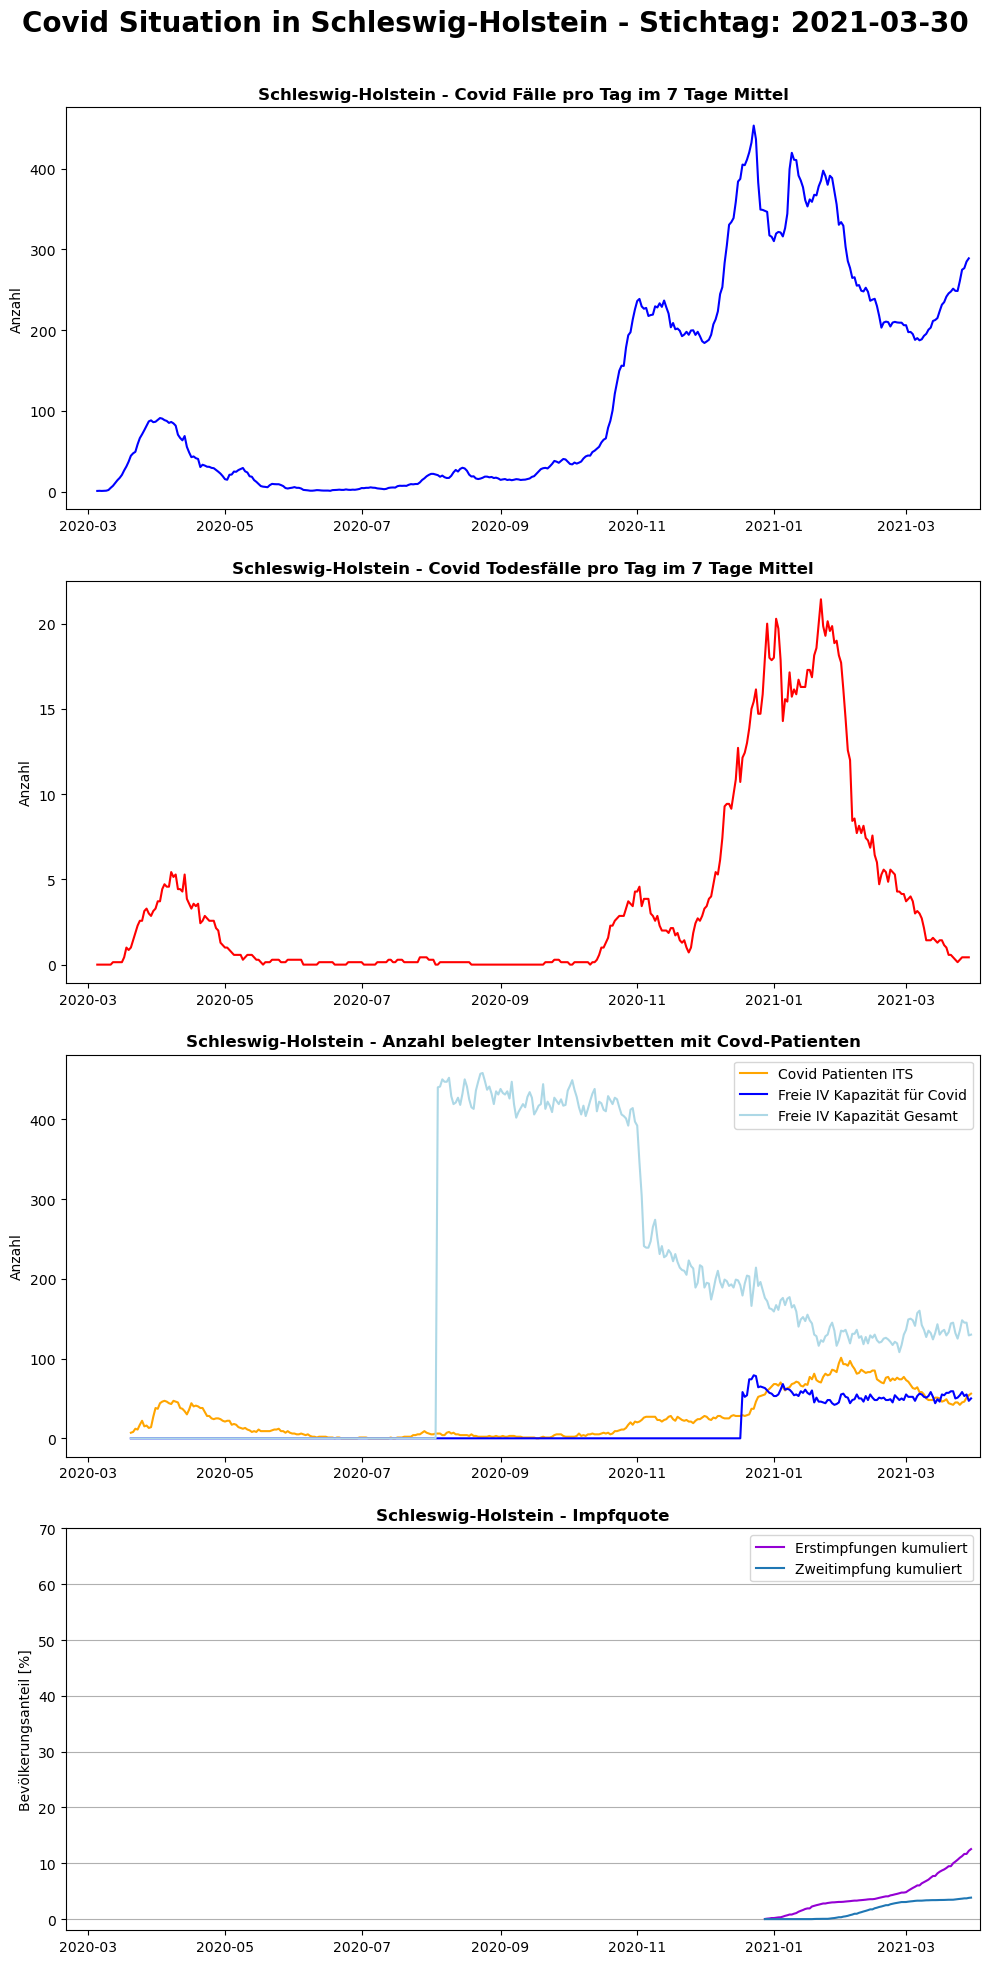 Covid Situation in Schleswig-Holstein - Stichtag: 2021-03-30
Schleswig-Holstein - Covid Fälle pro Tag im 7 Tage Mittel
Anzahl
400
300
200
100
0
2020-03 2020-05 2020-07 2020-09 2020-11 2021-01 2021-03
Schleswig-Holstein - Covid Todesfälle pro Tag im 7 Tage Mittel
Anzahl
20
15
10
5
0
2020-03 2020-05 2020-07 2020-09 2020-11 2021-01 2021-03
Schleswig-Holstein - Anzahl belegter Intensivbetten mit Covd-Patienten
Covid Patienten ITS
Freie IV Kapazität für Covid
Freie IV Kapazität Gesamt
Anzahl
400
300
200
100
0
2020-03 2020-05 2020-07 2020-09 2020-11 2021-01 2021-03
Schleswig-Holstein - Impfquote
Erstimpfungen kumuliert
Zweitimpfung kumuliert
Bevölkerungsanteil [%]
70
60
50
40
30
20
10
0
2020-03 2020-05 2020-07 2020-09 2020-11 2021-01 2021-03